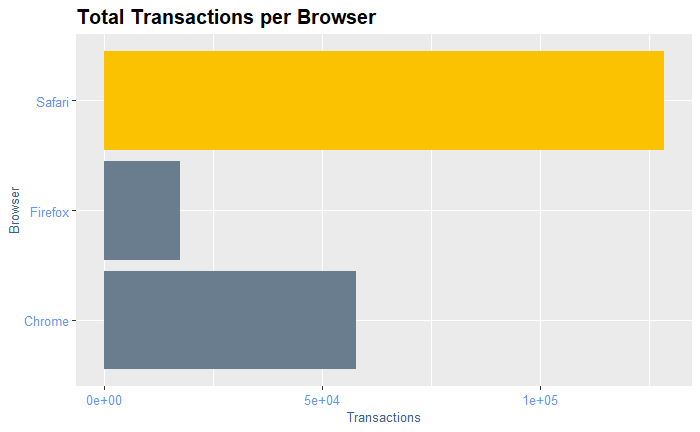 Total Transactions per Browser
Safari
Firefox
Chrome
Browser
0e+00 5e+04 1e+05
Transactions